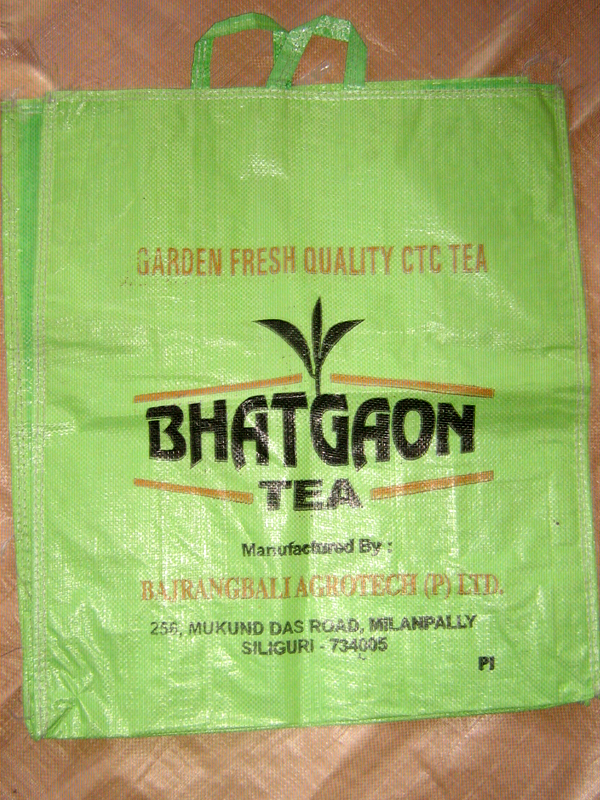 GARDEN FRESH QUALITY CTC TEA
BHATGAON
TEA
Manufactured By :
BAJRANGBALI AGROTECH (P) LTD.
256, MUKUND DAS ROAD, MILANPALLY
SILIGURI - 734005
PI